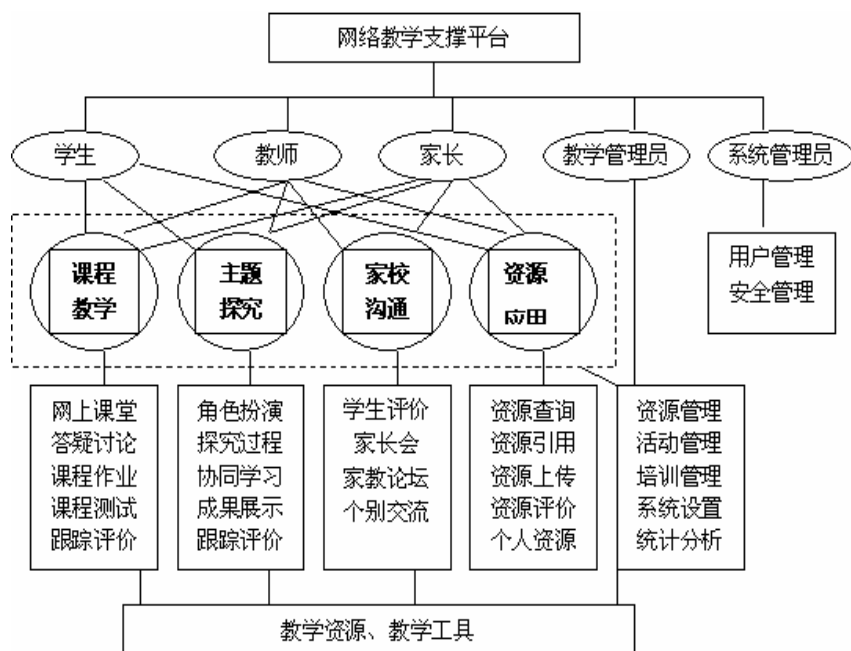 网络教学支撑平台
学生
教师
家长
教学管理员
系统管理员
课程
教学
主题
探究
家校
沟通
资源
应用
用户管理
安全管理
网上课堂
答疑讨论
课程作业
课程测试
跟踪评价
角色扮演
探究过程
协同学习
成果展示
跟踪评价
学生评价
家长会
家教论坛
个别交流
资源查询
资源引用
资源上传
资源评价
个人资源
资源管理
活动管理
培训管理
系统设置
统计分析
教学资源、教学工具